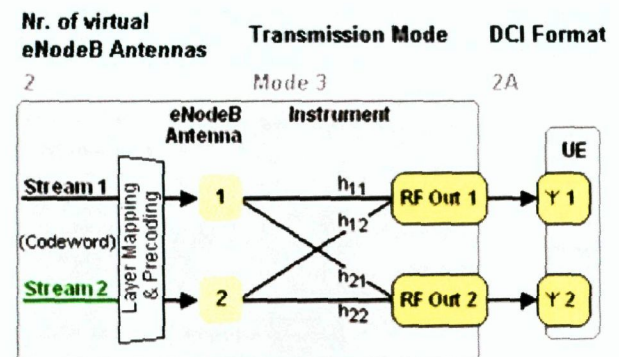 Nr. of virtual
eNodeB Antennas
Transmission Mode
DCI Format
2
Mode 3
2A
eNodeB
Antenna
Instrument
UE
Stream 1
(Codeword)
Stream 2
Layer Mapping
& Precoding
1
2
h11
h12
h21
h22
RF Out 1
RF Out 2
1
2